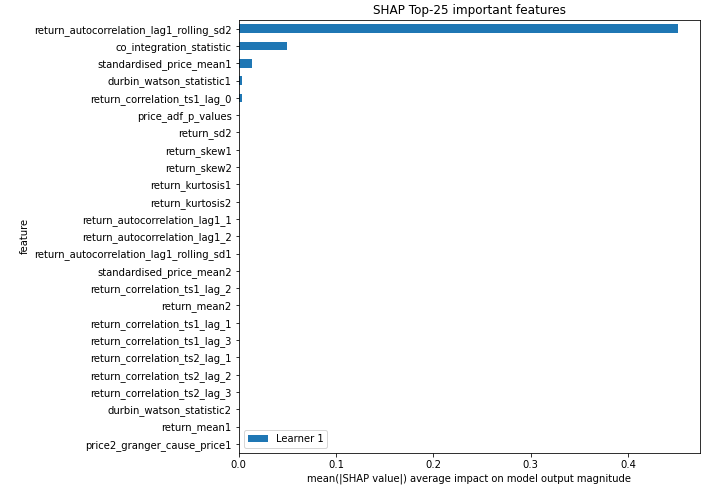 SHAP Top-25 important features
return_autocorrelation_lag1_rolling_sd2
co_integration_statistic
standardised_price_mean1
durbin_watson_statistic1
return_correlation_ts1_lag_0
price_adf_p_values
return_sd2
return_skew1
return_skew2
return_kurtosis1
return_kurtosis2
return_autocorrelation_lag1_1
return_autocorrelation_lag1_2
return_autocorrelation_lag1_rolling_sd1
standardised_price_mean2
return_correlation_ts1_lag_2
return_mean2
return_correlation_ts1_lag_1
return_correlation_ts1_lag_3
return_correlation_ts2_lag_1
return_correlation_ts2_lag_2
return_correlation_ts2_lag_3
durbin_watson_statistic2
return_mean1
price2_granger_cause_price1
feature
Learner 1
0.0 0.1 0.2 0.3 0.4
mean(|SHAP value|) average impact on model output magnitude